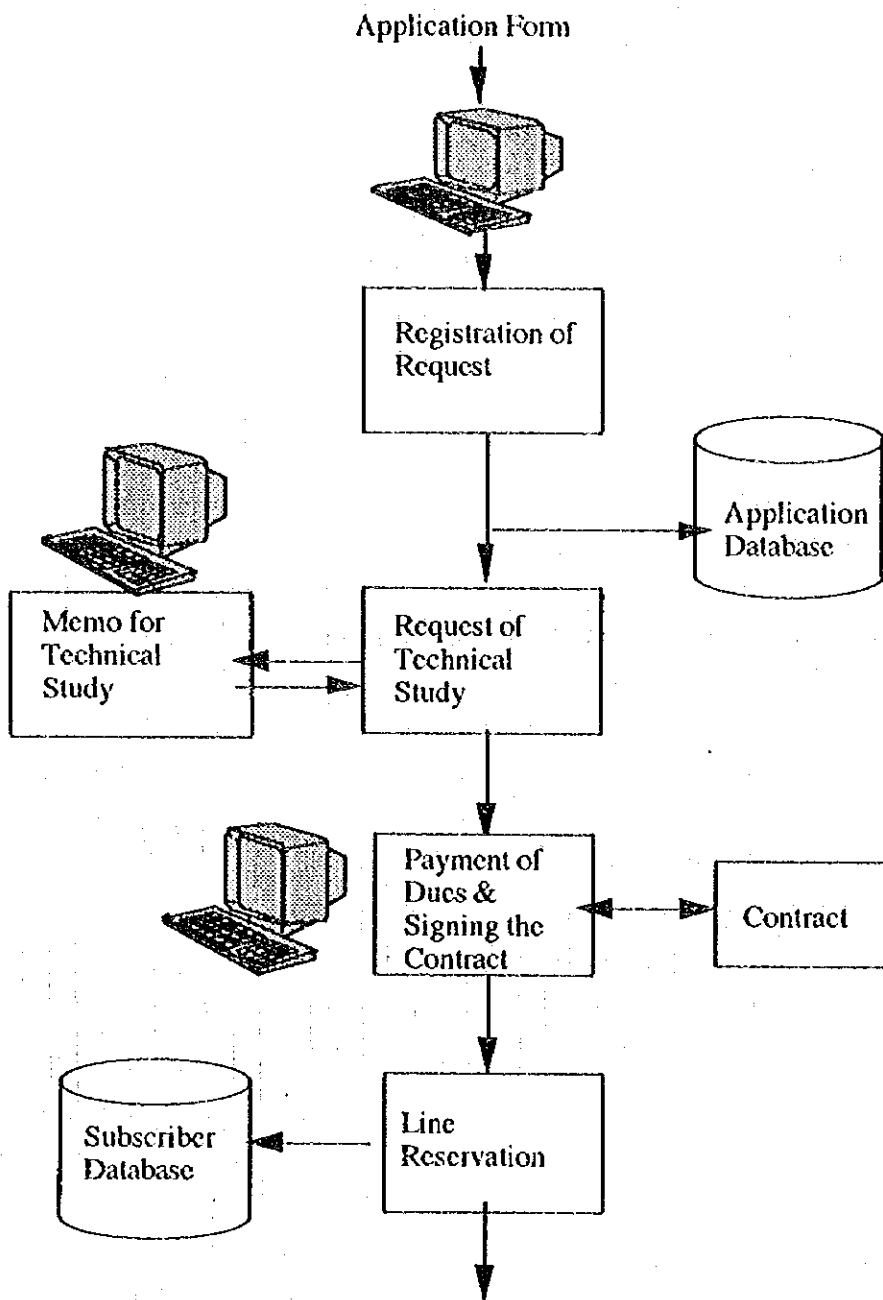 Application Form
Registration of
Request
Application
Database
Memo for
Technical
Study
Request of
Technical
Study
Payment of
Dues &
Signing the
Contract
Contract
Subscriber
Database
Line
Reservation